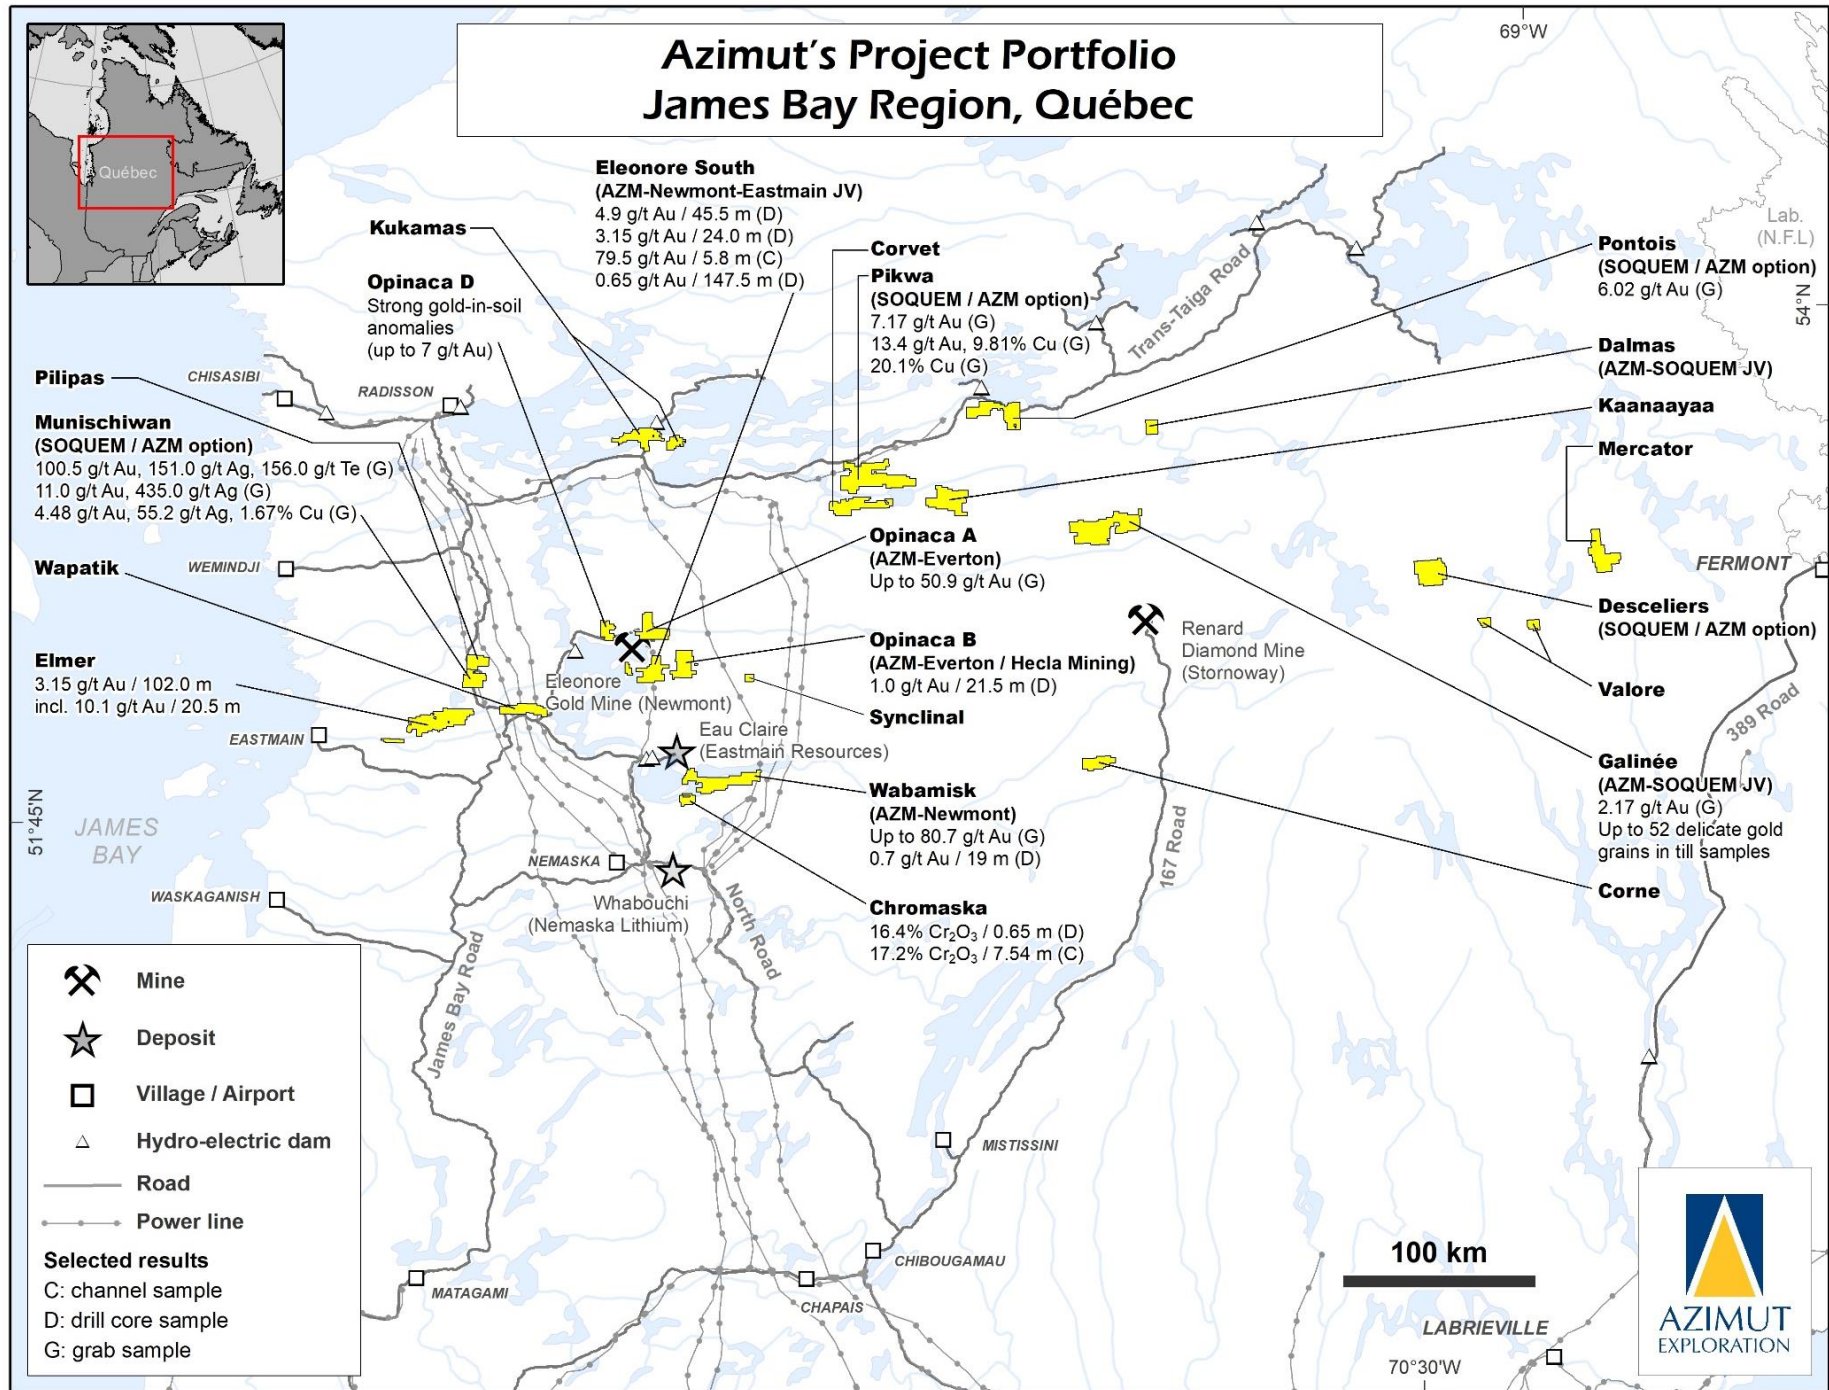 Azimut's Project Portfolio
James Bay Region, Québec
Québec
69°W
54°N
Lab.
(N.F.L)
Eleonore South
(AZM-Newmont-Eastmain JV)
4.9 g/t Au / 45.5 m (D)
3.15 g/t Au / 24.0 m (D)
79.5 g/t Au / 5.8 m (C)
0.65 g/t Au / 147.5 m (D)
Kukamas
Opinaca D
Strong gold-in-soil
anomalies
(up to 7 g/t Au)
Corvet
Pikwa
(SOQUEM / AZM option)
7.17 g/t Au (G)
13.4 g/t Au, 9.81% Cu (G)
20.1% Cu (G)
Trans-Taiga Road
Pontois
(SOQUEM / AZM option)
6.02 g/t Au (G)
Dalmas
(AZM-SOQUEM JV)
Kaanaayaa
Mercator
FERMONT
CHISASIBI
RADISSON
Pilipas
Munischiwan
(SOQUEM / AZM option)
100.5 g/t Au, 151.0 g/t Ag, 156.0 g/t Te (G)
11.0 g/t Au, 435.0 g/t Ag (G)
4.48 g/t Au, 55.2 g/t Ag, 1.67% Cu (G)
Wapatik
WEMINDJI
Elmer
3.15 g/t Au / 102.0 m
incl. 10.1 g/t Au / 20.5 m
EASTMAIN
Opinaca A
(AZM-Everton)
Up to 50.9 g/t Au (G)
Opinaca B
(AZM-Everton / Hecla Mining)
1.0 g/t Au / 21.5 m (D)
Synclinal
Eleonore
Gold Mine (Newmont)
Eau Claire
(Eastmain Resources)
Renard
Diamond Mine
(Stornoway)
Desceliers
(SOQUEM / AZM option)
Valore
389 Road
Galinée
(AZM-SOQUEM JV)
2.17 g/t Au (G)
Up to 52 delicate gold
grains in till samples
Corne
Wabamisk
(AZM-Newmont)
Up to 80.7 g/t Au (G)
0.7 g/t Au / 19 m (D)
Chromaska
16.4% Cr₂O₃ / 0.65 m (D)
17.2% Cr₂O₃ / 7.54 m (C)
51°45'N
JAMES
BAY
NEMASKA
WASKAGANISH
Whabouchi
(Nemaska Lithium)
North Road
167 Road
James Bay Road
Mine
Deposit
Village / Airport
Hydro-electric dam
Road
Power line
Selected results
C: channel sample
D: drill core sample
G: grab sample
MATAGAMI
MISTISSINI
CHIBOUGAMAU
CHAPAIS
100 km
LABRIEVILLE
70°30'W
AZIMUT
EXPLORATION